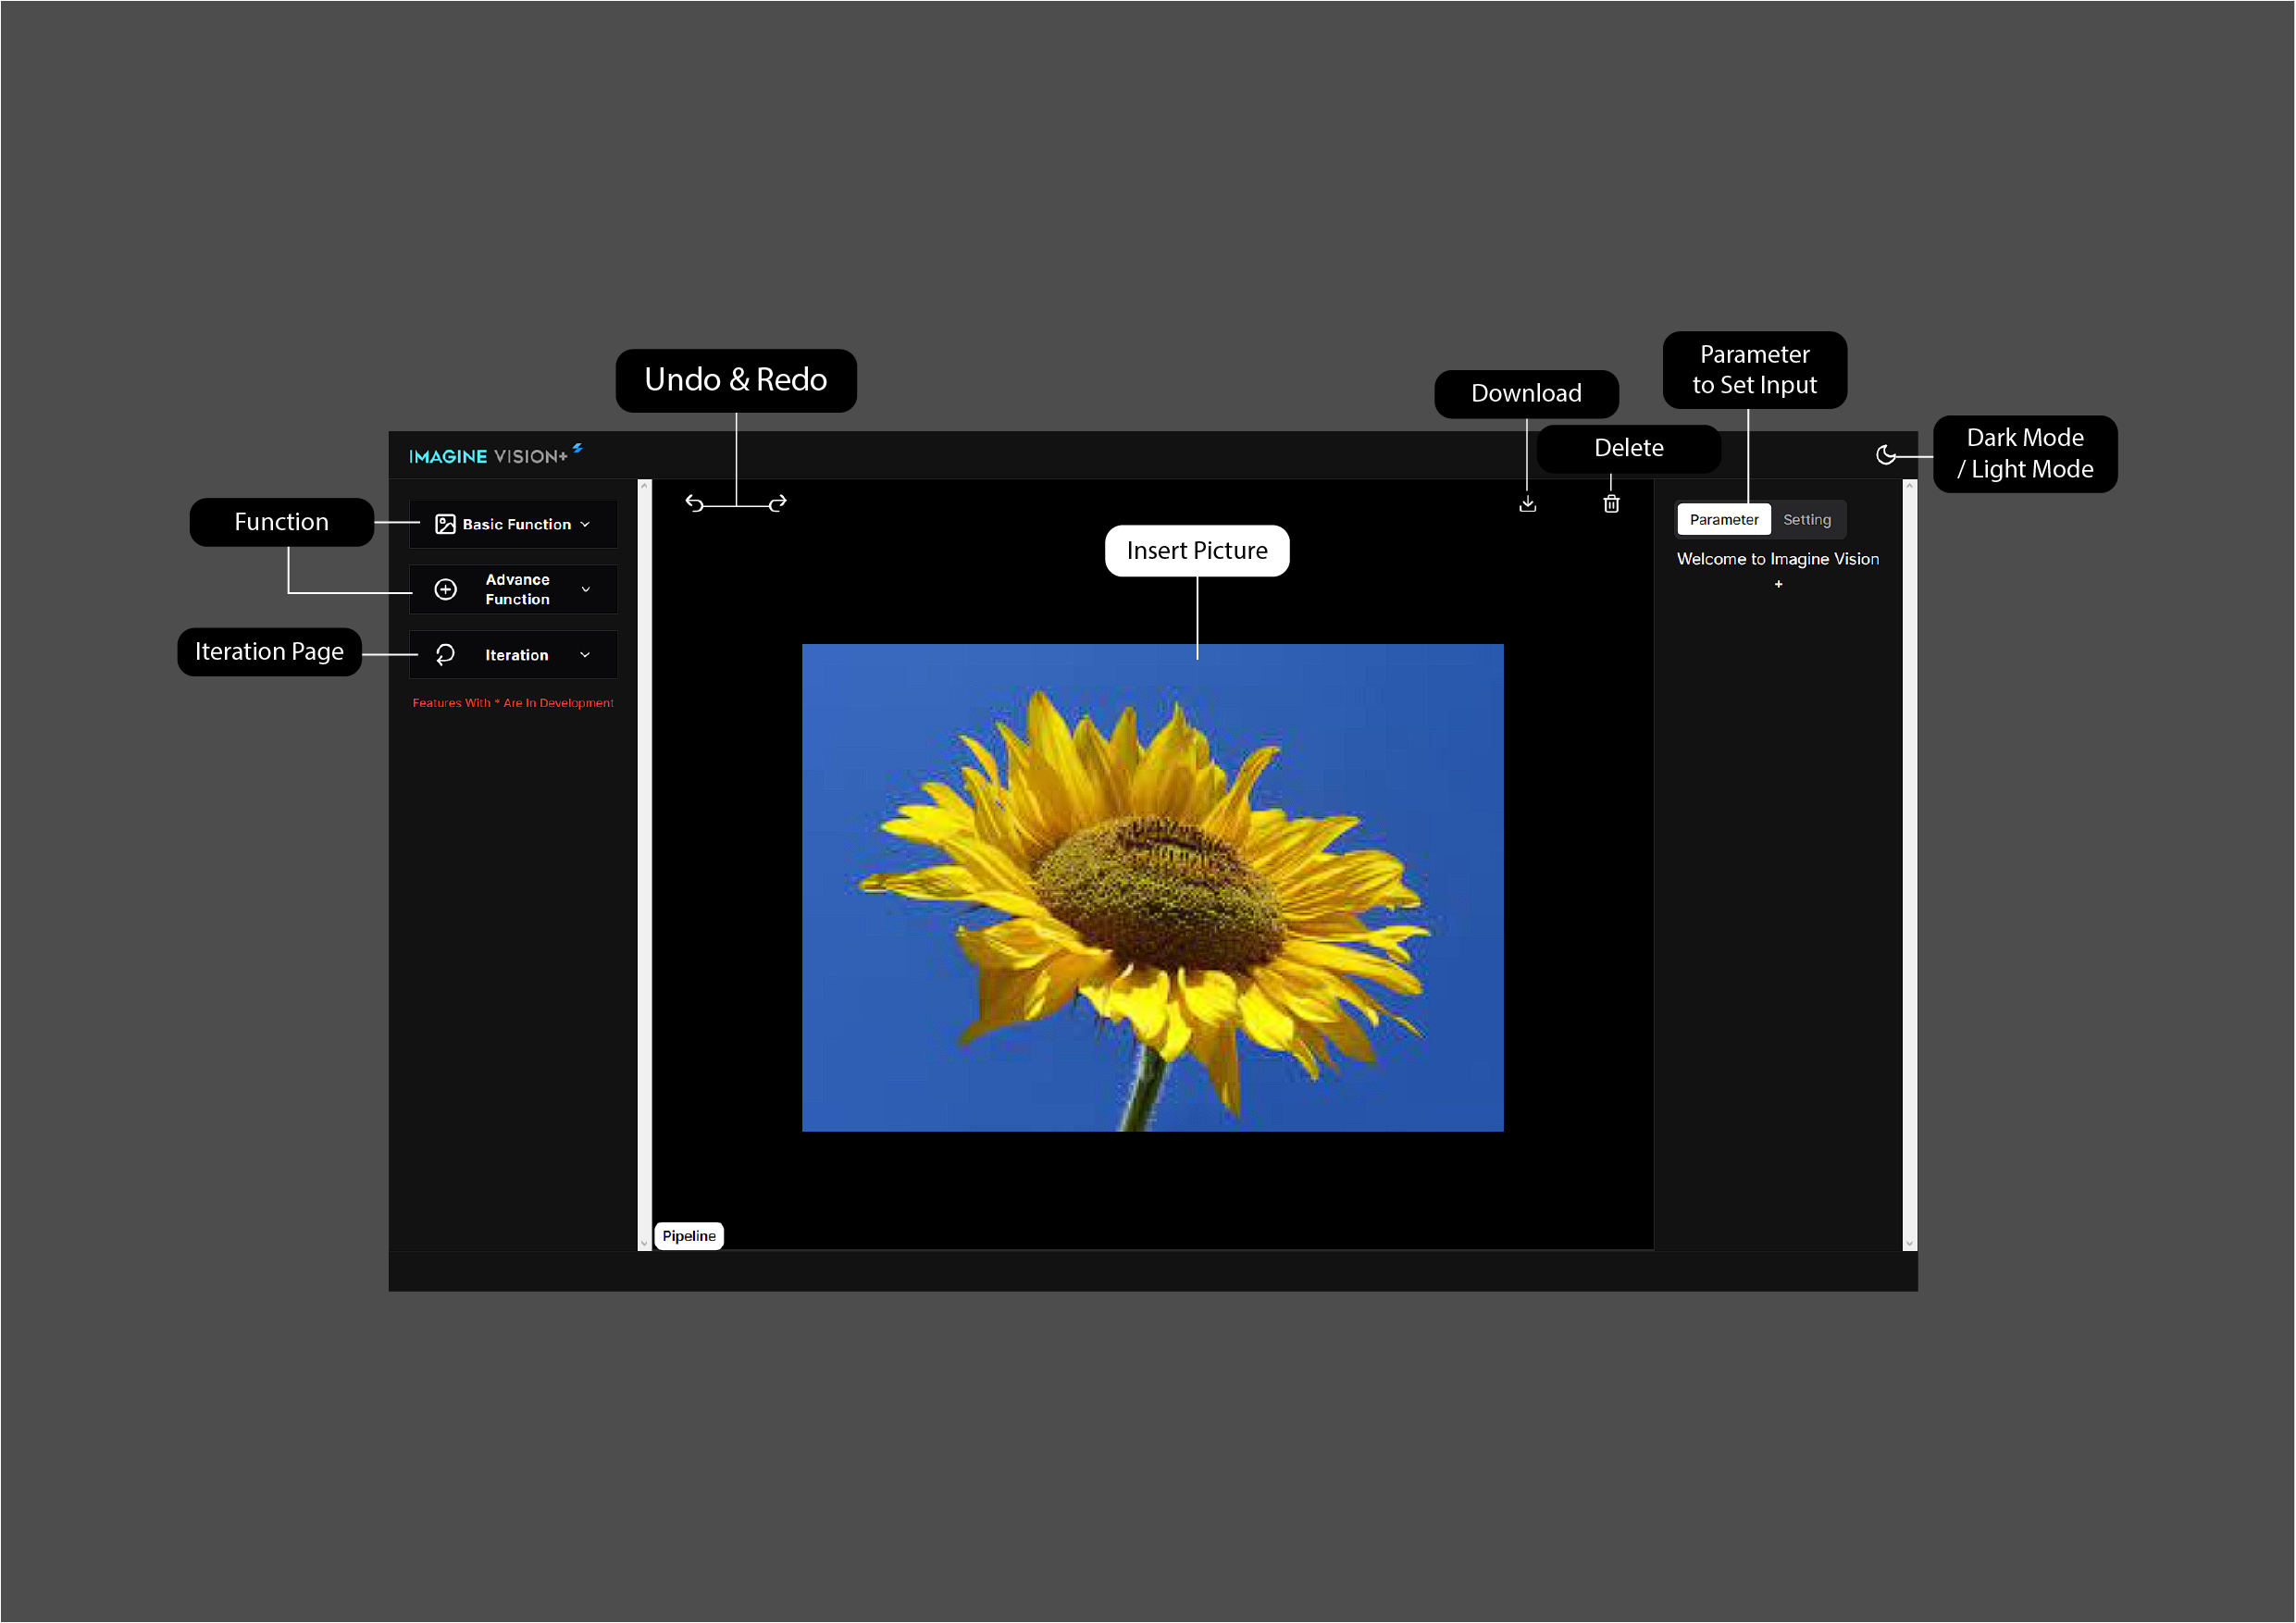 Undo & Redo
Download
Parameter
to Set Input
Delete
Dark Mode
/ Light Mode
IMAGINE VISION+
Function
Basic Function
Advance
Function
Iteration Page
Iteration
Features With * Are In Development
Insert Picture
Parameter Setting
Welcome to Imagine Vision
+
Pipeline